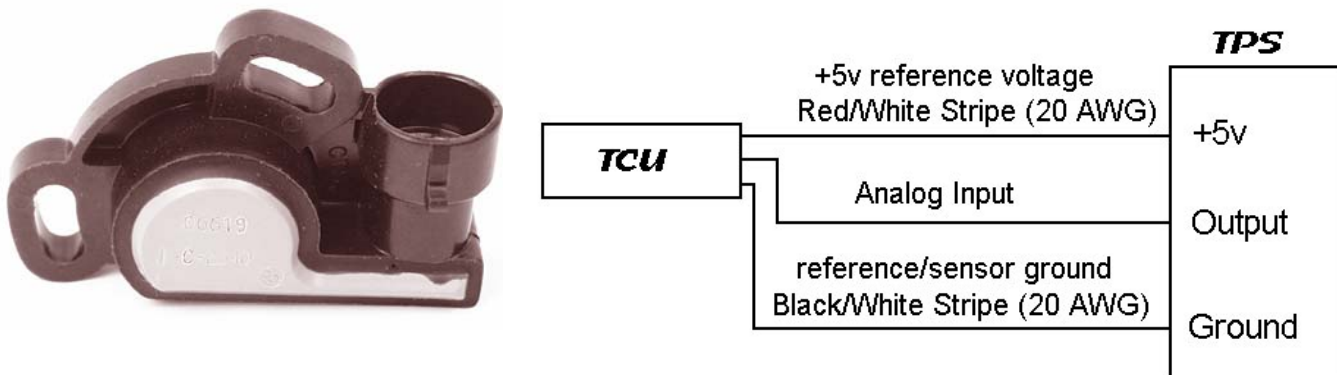 TPS
+5v reference voltage
Red/White Stripe (20 AWG)
+5v
TCU
Analog Input
Output
reference/sensor ground
Black/White Stripe (20 AWG)
Ground